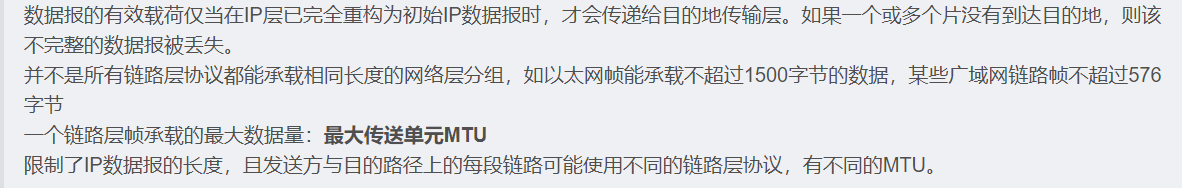 数据报的有效载荷仅当在IP层已完全重构为初始IP数据报时，才会传递给目的地传输层。如果一个或多个片没有到达目的地，则该
不完整的数据报被丢失。
并不是所有链路层协议都能承载相同长度的网络层分组，如以太网帧能承载不超过1500字节的数据，某些广域网链路帧不超过576
字节
一个链路层帧承载的最大数据量：最大传送单元MTU
限制了IP数据报的长度，且发送方与目的路径上的每段链路可能使用不同的链路层协议，有不同的MTU。